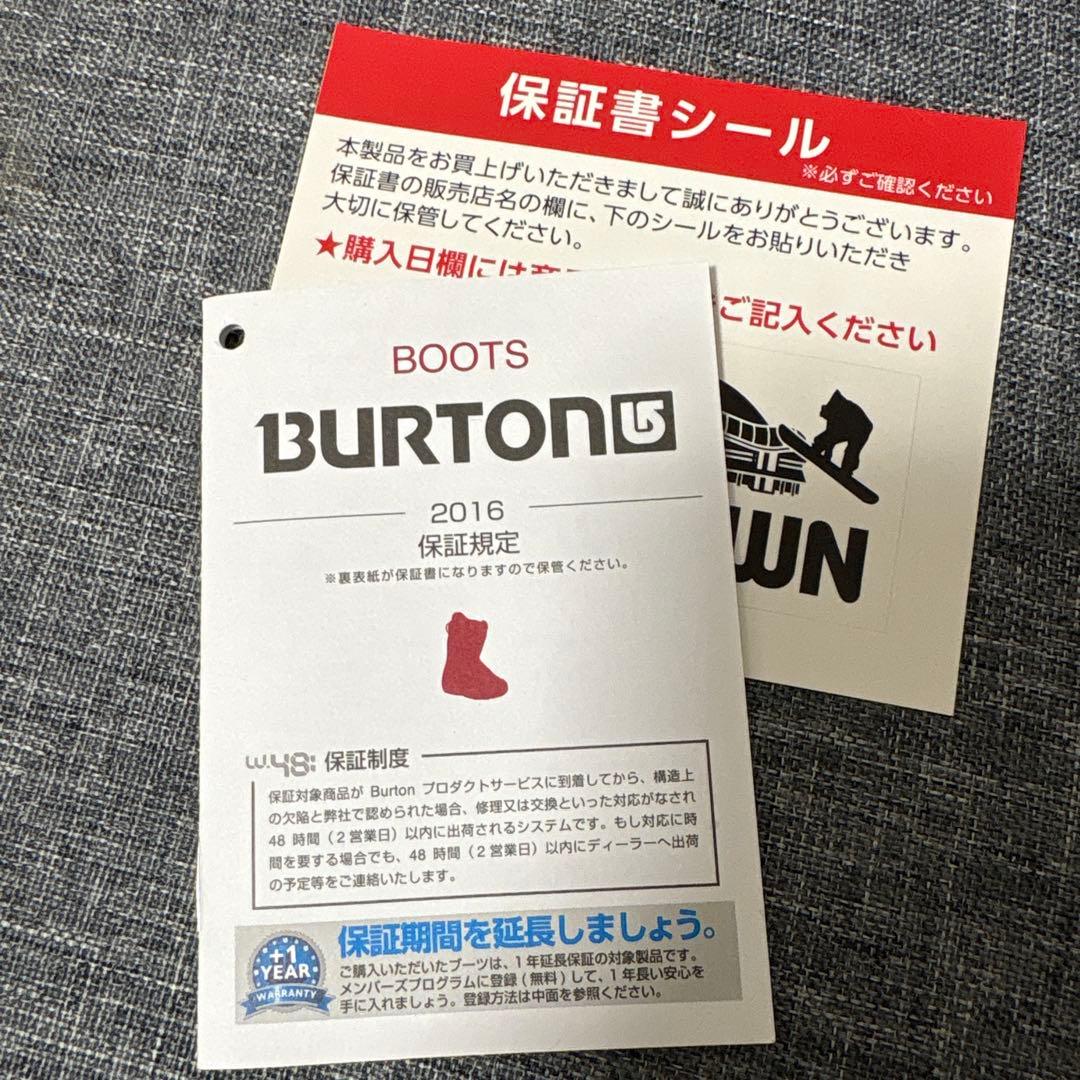 保証書シール
※必ずご確認ください
本製品をお買上げいただきまして誠にありがとうございます。
保証書の販売店名の欄に、下のシールをお貼りいただき
大切に保管してください。
★購入日欄には
ご記入ください
WN
BOOTS
BURTON
2016
保証規定
※裏表紙が保証書になりますので保管ください。
W.48: 保証制度
保証対象商品が Burton プロダクトサービスに到着してから、構造上
の欠陥と弊社で認められた場合、修理又は交換といった対応がなされ
48 時間（2営業日）以内に出荷されるシステムです。もし対応に時
間を要する場合でも、48 時間（2営業日）以内にディーラーへ出荷
の予定等をご連絡いたします。
+1
YEAR
WARRANTY
保証期間を延長しましょう。
ご購入いただいたブーツは、1年延長保証の対象製品です。
メンバーズプログラムに登録(無料)して、1年長い安心を
手に入れましょう。登録方法は中面を参照ください。